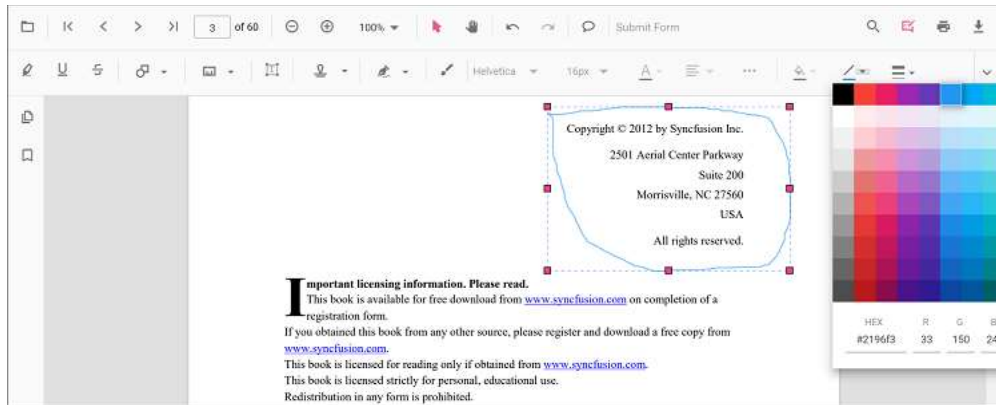 3 of 60 100% Submit Form
Helvetica 16px A
Copyright © 2012 by Syncfusion Inc.
2501 Aerial Center Parkway
Suite 200
Morrisville, NC 27560
USA
All rights reserved.
Important licensing information. Please read.
This book is available for free download from www.syncfusion.com on completion of a
registration form.
If you obtained this book from any other source, please register and download a free copy from
www.syncfusion.com.
This book is licensed for reading only if obtained from www.syncfusion.com.
This book is licensed strictly for personal, educational use.
Redistribution in any form is prohibited.
HEX R G B
#2196f3 33 150 24